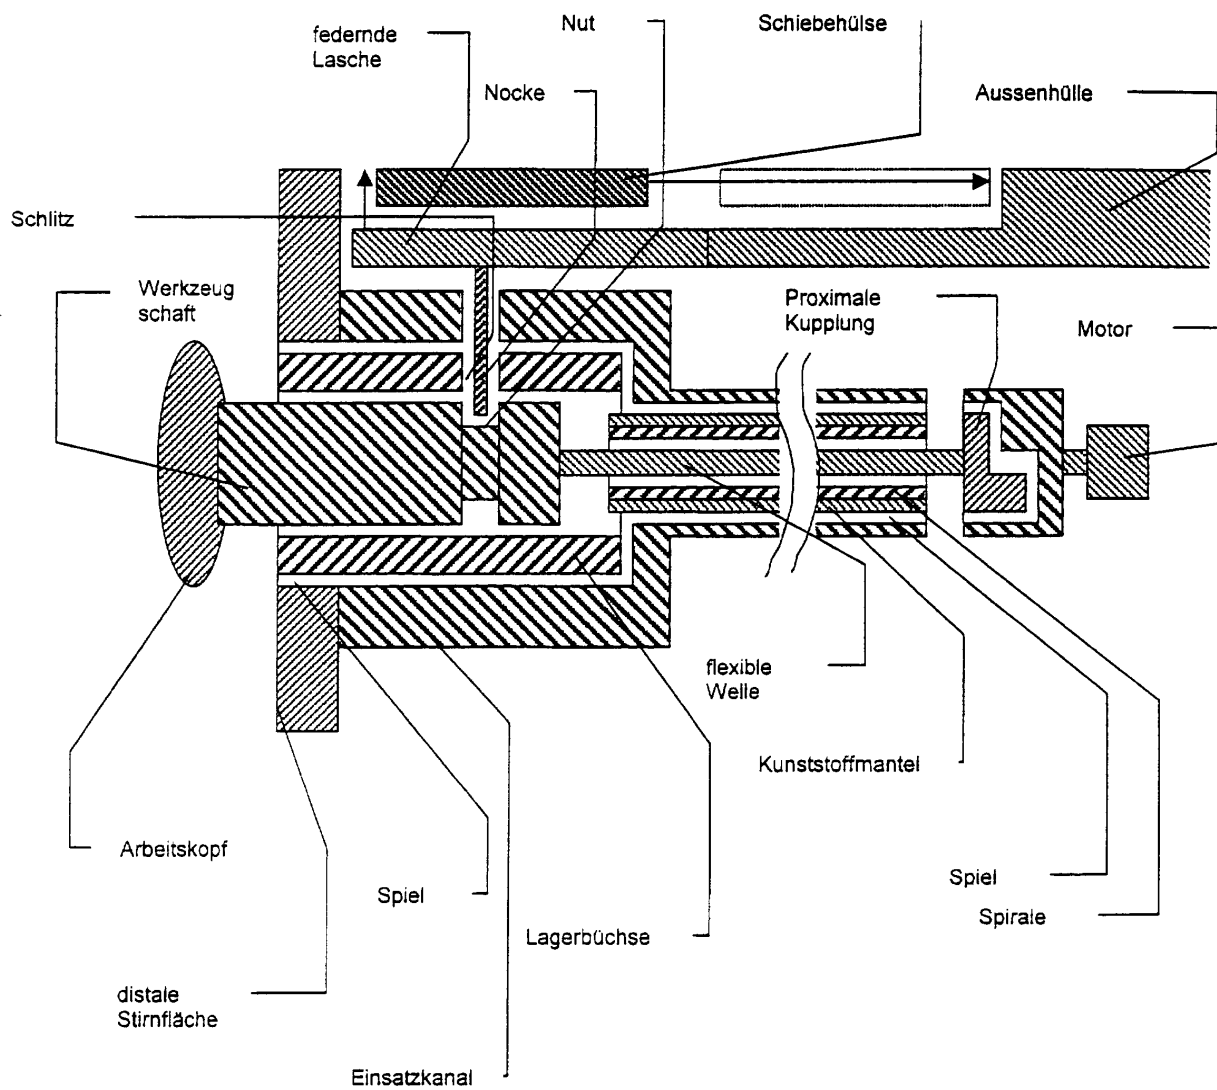 federnde
Lasche
Nut
Schiebehülse
Nocke
Aussenhülle
Schlitz
Werkzeug
schaft
Proximale
Kupplung
Motor
flexible
Welle
Kunststoffmantel
Arbeitskopf
Spiel
Spiel
Spirale
Lagerbüchse
distale
Stirnfläche
Einsatzkanal